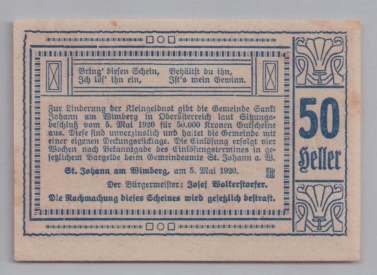 Bring' diesen Schein, Behältst du ihn,
Ich lös' ihn ein, Ist's mein Gewinn.
Zur Linderung der Kleingeldnot gibt die Gemeinde Sankt
Johann am Wimberg in Oberösterreich laut Sitzungs-
beschluß vom 5. Mai 1920 für 50.000 Kronen Gutscheine
aus. Diese sind unverzinslich und haftet die Gemeinde mit
einer eigenen Deckungsrücklage. Die Einlösung erfolgt vier
Wochen nach Bekanntgabe des Einlösungstermines in ge-
setzlichem Bargelde beim Gemeindeamte St. Johann a. W.
St. Johann am Wimberg, am 5. Mai 1920.
Der Bürgermeister: Josef Wolkerstorfer.
Die Nachmachung dieses Scheines wird gesetzlich bestraft.
50
Heller